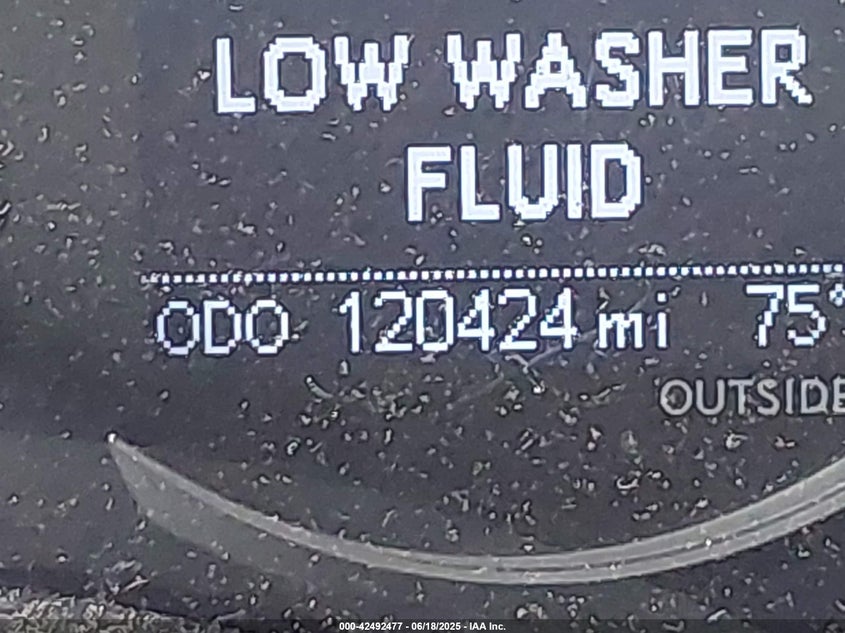 LOW WASHER
FLUID
ODO 120424 mi 75°
OUTSIDE
000-42492477 - 06/18/2025 - IAA Inc.